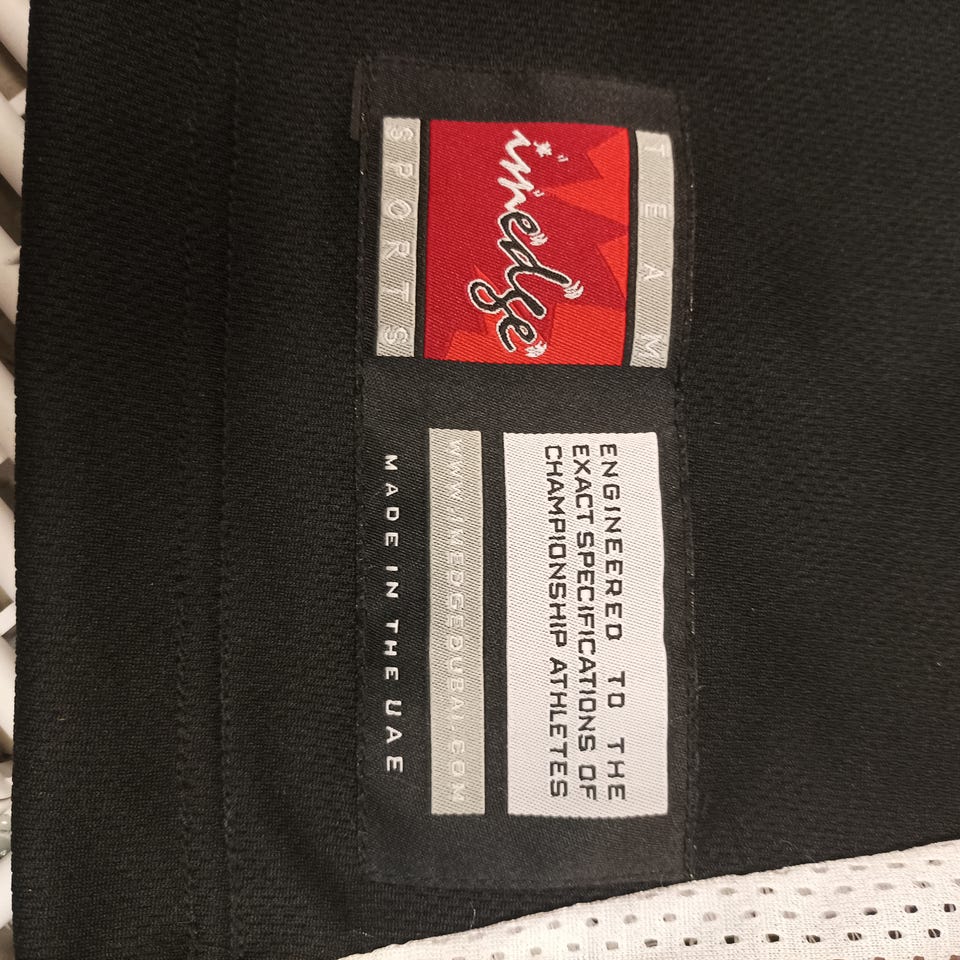 TEAM
imedge
SPORTS
ENGINEERED TO THE
EXACT SPECIFICATIONS OF
CHAMPIONSHIP ATHLETES
WWW.IMEDGEDUBAI.COM
MADE IN THE UAE